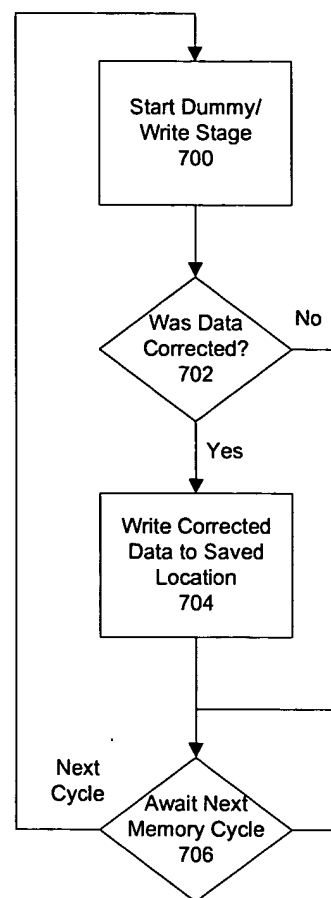 Start Dummy/
Write Stage
700
Was Data
Corrected?
702
No
Yes
Write Corrected
Data to Saved
Location
704
Next
Cycle
Await Next
Memory Cycle
706